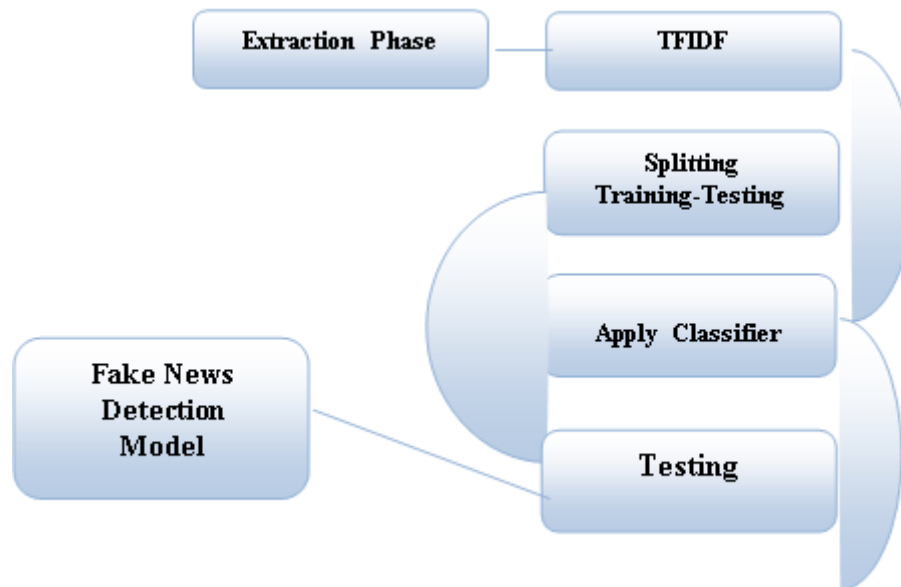 Extraction Phase
TFIDF
Splitting
Training-Testing
Apply Classifier
Fake News
Detection
Model
Testing